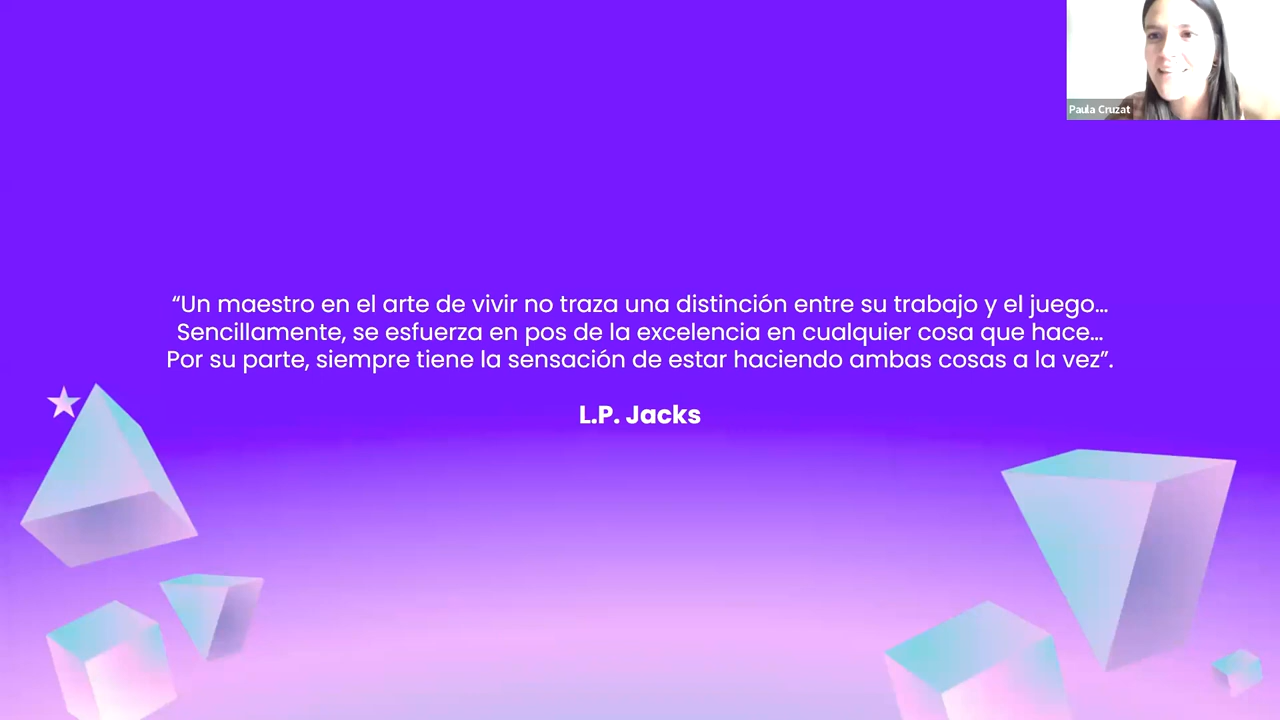 Paula Cruzat
“Un maestro en el arte de vivir no traza una distinción entre su trabajo y el juego…
Sencillamente, se esfuerza en pos de la excelencia en cualquier cosa que hace…
Por su parte, siempre tiene la sensación de estar haciendo ambas cosas a la vez”.
L.P. Jacks